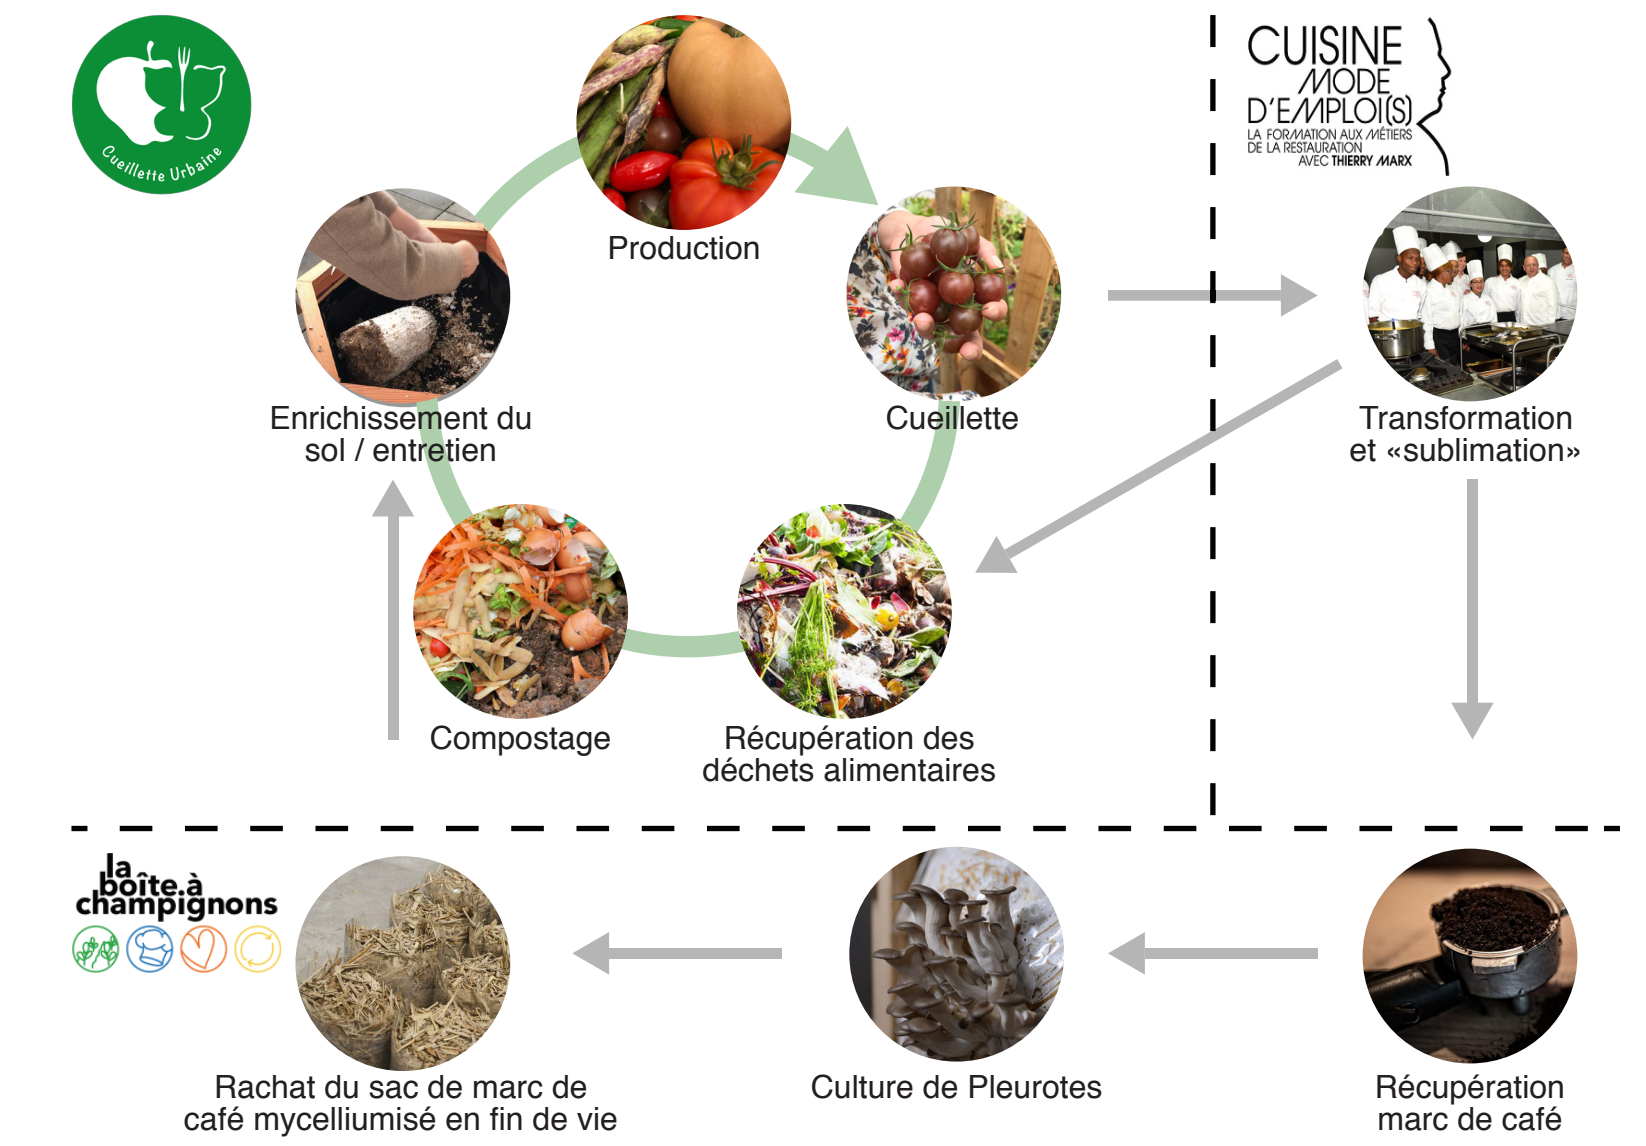 Cueillette Urbaine
CUISINE
MODE
D'EMPLOI(S)
LA FORMATION AUX MÉTIERS
DE LA RESTAURATION
AVEC THIERRY MARX
Production
Enrichissement du
sol / entretien
Cueillette
Transformation
et «sublimation»
Compostage
Récupération des
déchets alimentaires
la
boîte à
champignons
Rachat du sac de marc de
café mycelliumisé en fin de vie
Culture de Pleurotes
Récupération
marc de café